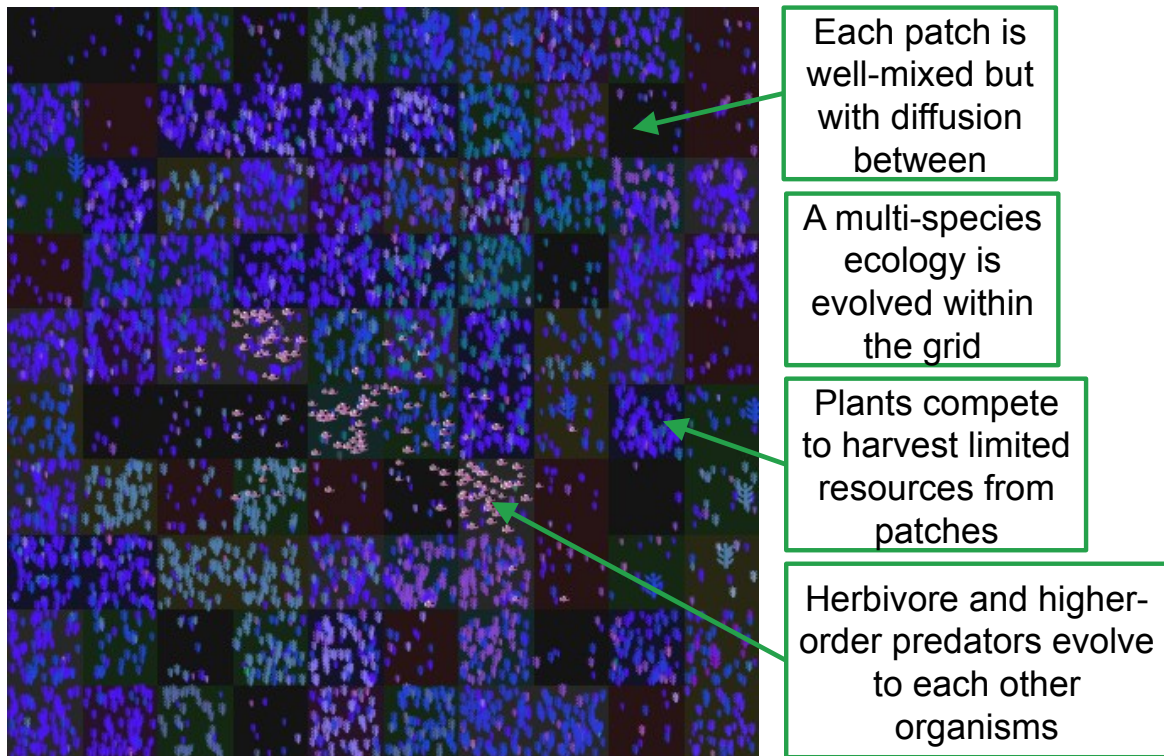 Each patch is
well-mixed but
with diffusion
between
A multi-species
ecology is
evolved within
the grid
Plants compete
to harvest limited
resources from
patches
Herbivore and higher-
order predators evolve
to each other
organisms